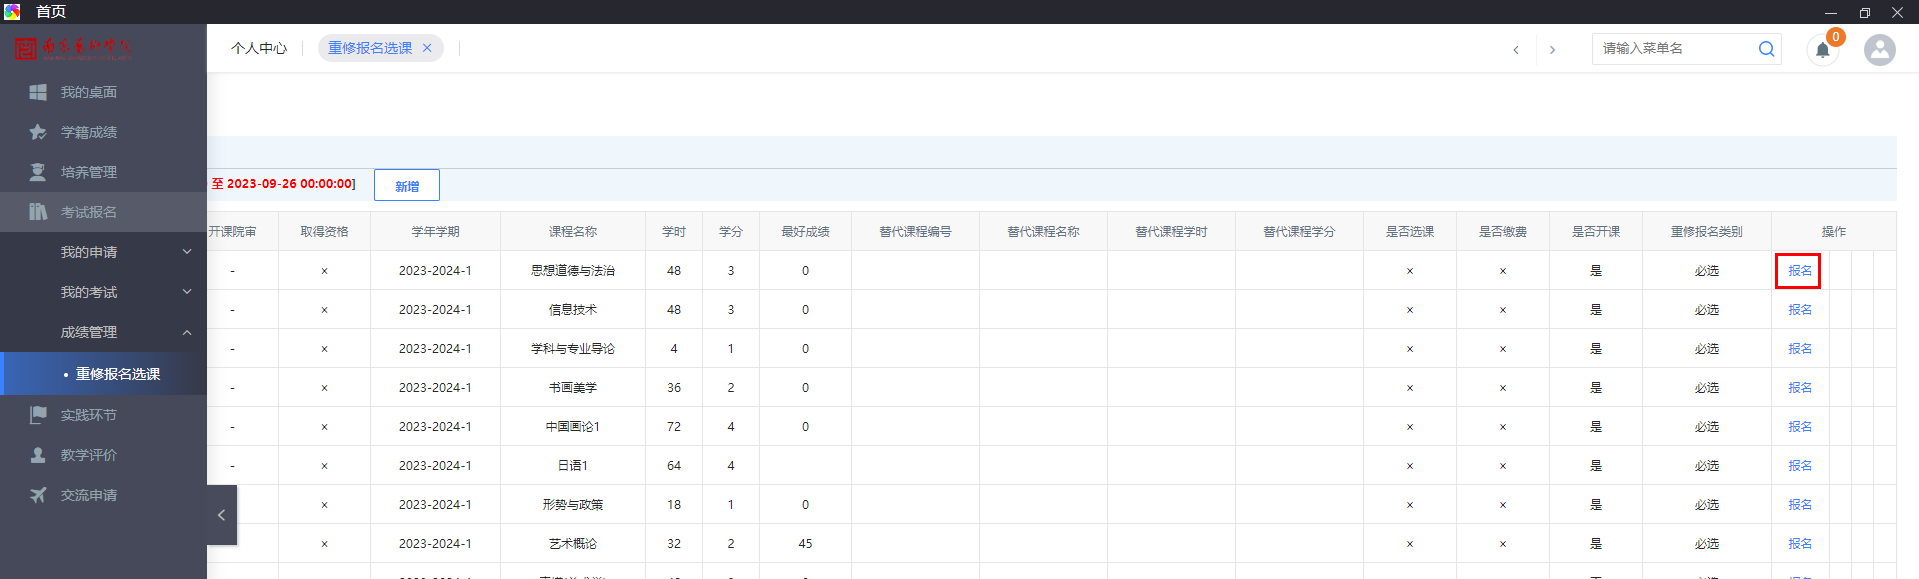 首页
南京艺术学院
个人中心
重修报名选课
请输入菜单名
0
我的桌面
学籍成绩
培养管理
考试报名
我的申请
我的考试
成绩管理
• 重修报名选课
实践环节
教学评价
交流申请
至 2023-09-26 00:00:00] 新增
开课院审 取得资格 学年学期 课程名称 学时 学分 最好成绩 替代课程编号 替代课程名称 替代课程学时 替代课程学分 是否选课 是否缴费 是否开课 重修报名类别 操作
- × 2023-2024-1 思想道德与法治 48 3 0 × × 是 必选 报名
- × 2023-2024-1 信息技术 48 3 0 × × 是 必选 报名
- × 2023-2024-1 学科与专业导论 4 1 0 × × 是 必选 报名
- × 2023-2024-1 书画美学 36 2 0 × × 是 必选 报名
- × 2023-2024-1 中国画论1 72 4 0 × × 是 必选 报名
- × 2023-2024-1 日语1 64 4 × × 是 必选 报名
× 2023-2024-1 形势与政策 18 1 0 × × 是 必选 报名
× 2023-2024-1 艺术概论 32 2 45 × × 是 必选 报名